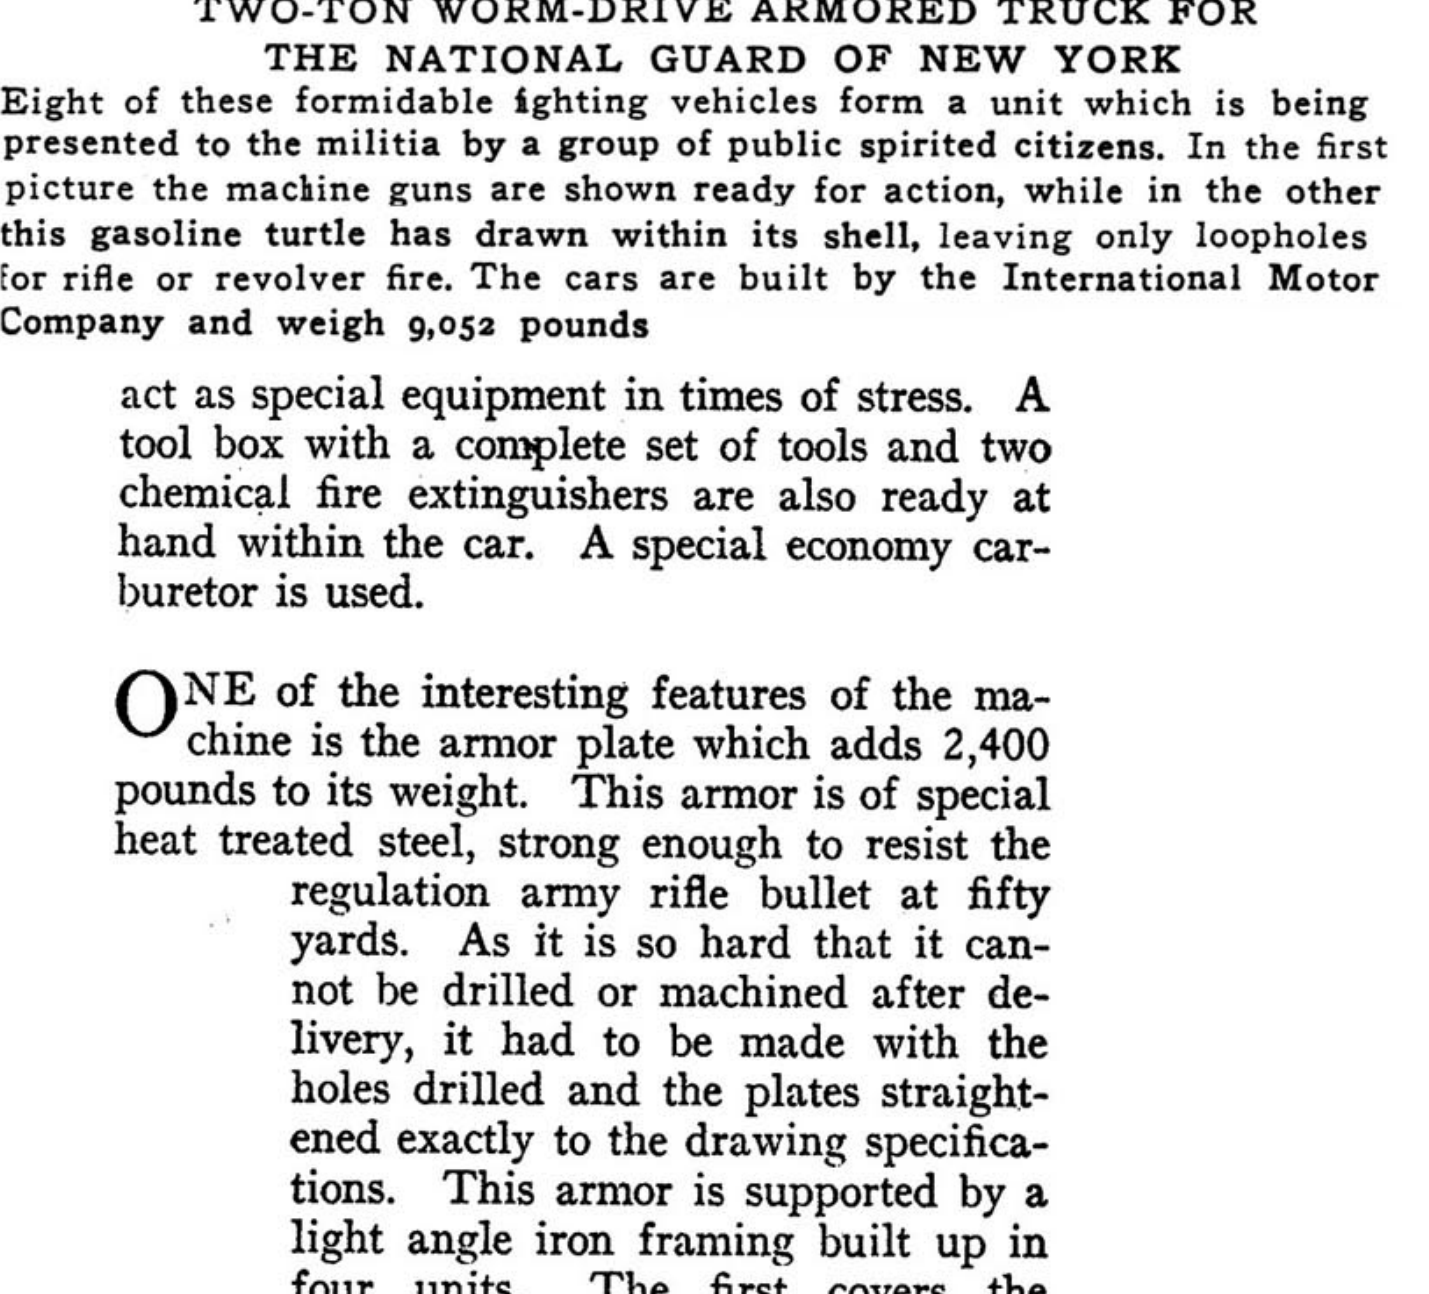 TWO-TON WORM-DRIVE ARMORED TRUCK FOR
THE NATIONAL GUARD OF NEW YORK
Eight of these formidable fighting vehicles form a unit which is being
presented to the militia by a group of public spirited citizens. In the first
picture the machine guns are shown ready for action, while in the other
this gasoline turtle has drawn within its shell, leaving only loopholes
for rifle or revolver fire. The cars are built by the International Motor
Company and weigh 9,052 pounds
act as special equipment in times of stress. A
tool box with a complete set of tools and two
chemical fire extinguishers are also ready at
hand within the car. A special economy car-
buretor is used.
ONE of the interesting features of the ma-
chine is the armor plate which adds 2,400
pounds to its weight. This armor is of special
heat treated steel, strong enough to resist the
regulation army rifle bullet at fifty
yards. As it is so hard that it can-
not be drilled or machined after de-
livery, it had to be made with the
holes drilled and the plates straight-
ened exactly to the drawing specifica-
tions. This armor is supported by a
light angle iron framing built up in
four units. The first covers the